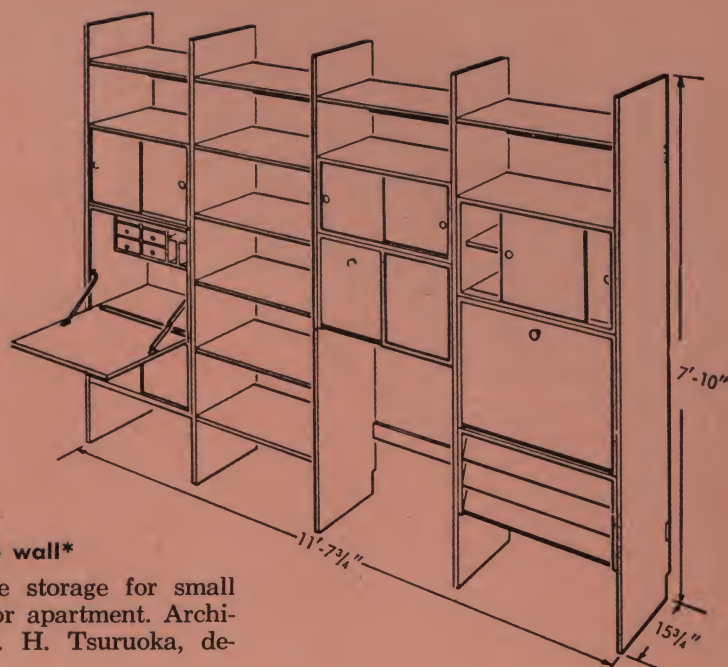 7'-10"
11'-7¾"
15¾"
wall*
storage for small
or apartment. Archi-
H. Tsuruoka, de-